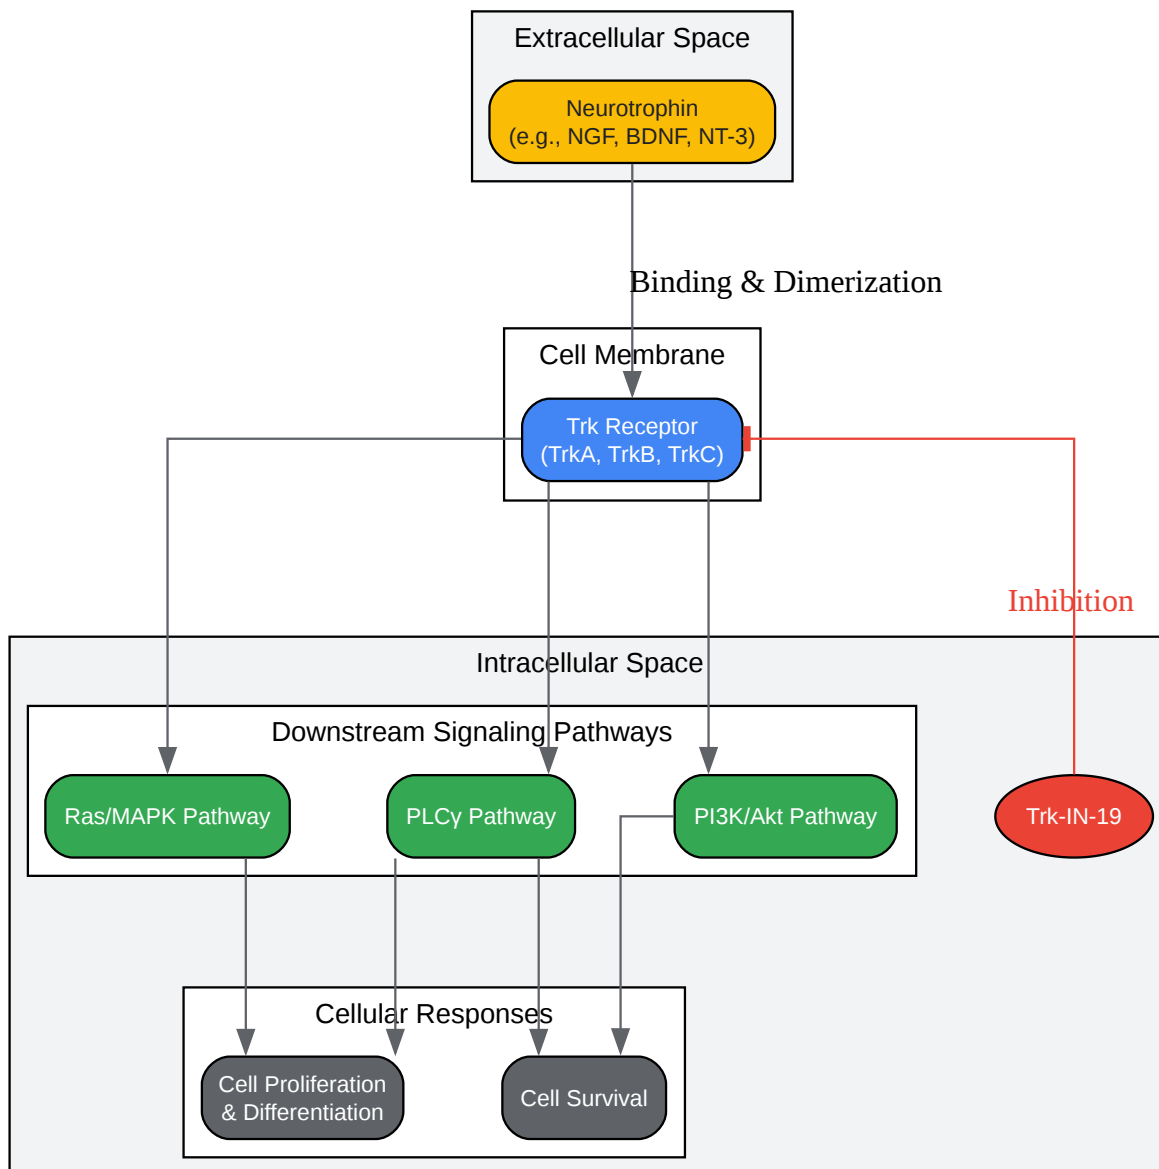 Extracellular Space
Neurotrophin
(e.g., NGF, BDNF, NT-3)
Binding & Dimerization
Cell Membrane
Trk Receptor
(TrkA, TrkB, TrkC)
Inhibition
Intracellular Space
Downstream Signaling Pathways
Ras/MAPK Pathway
PLCγ Pathway
PI3K/Akt Pathway
Trk-IN-19
Cellular Responses
Cell Proliferation
& Differentiation
Cell Survival